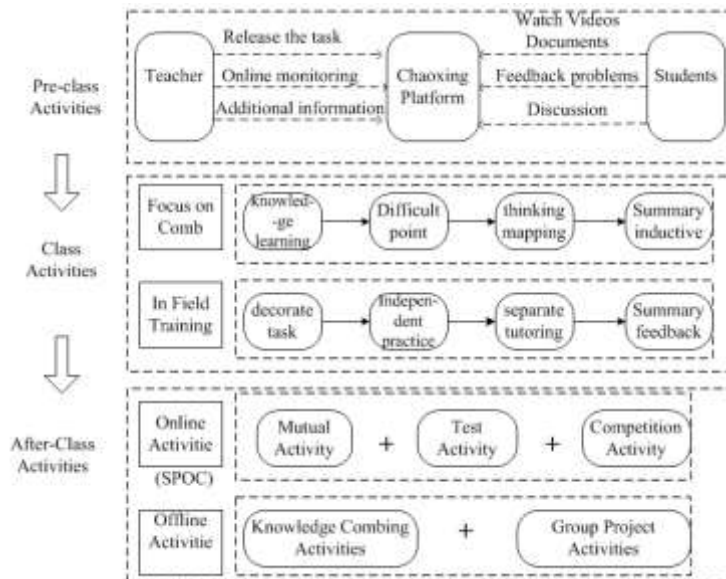 Pre-class
Activities
Teacher
Release the task
Online monitoring
Additional information
Chaoxing
Platform
Watch Videos
Documents
Feedback problems
Discussion
Students
Class
Activities
Focus on
Comb
knowled-
-ge
learning
Difficult
point
thinking
mapping
Summary
inductive
In Field
Training
decorate
task
Indepen-
dent
practice
separate
tutoring
Summary
feedback
After-Class
Activities
Online
Activitie
(SPOC)
Mutual
Activity
+
Test
Activity
+
Competition
Activity
Offline
Activitie
Knowledge Combing
Activities
+
Group Project
Activities